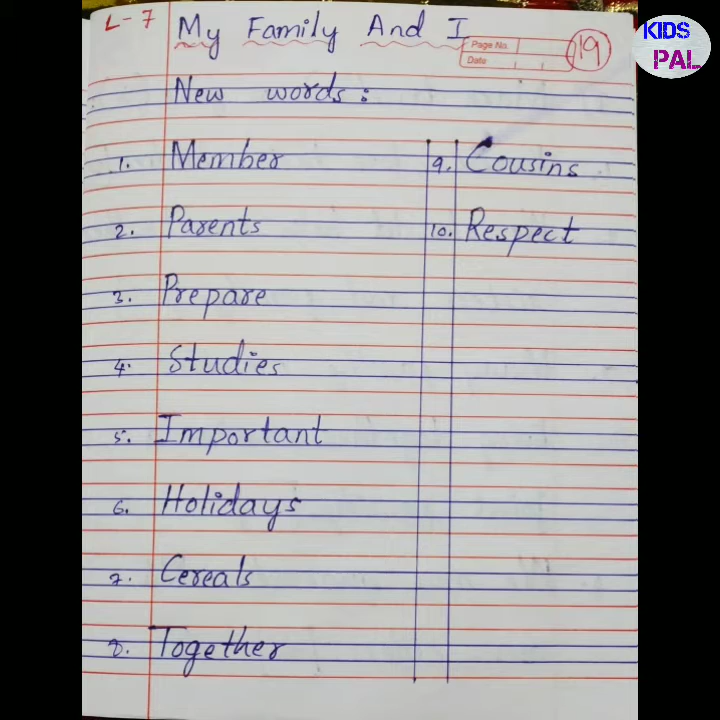 L-7 My Family And I
Page No. 19
Date
KIDS
PAL
New words:
1. Member
2. Parents
3. Prepare
4. Studies
5. Important
6. Holidays
7. Cereals
8. Together
9. Cousins
10. Respect